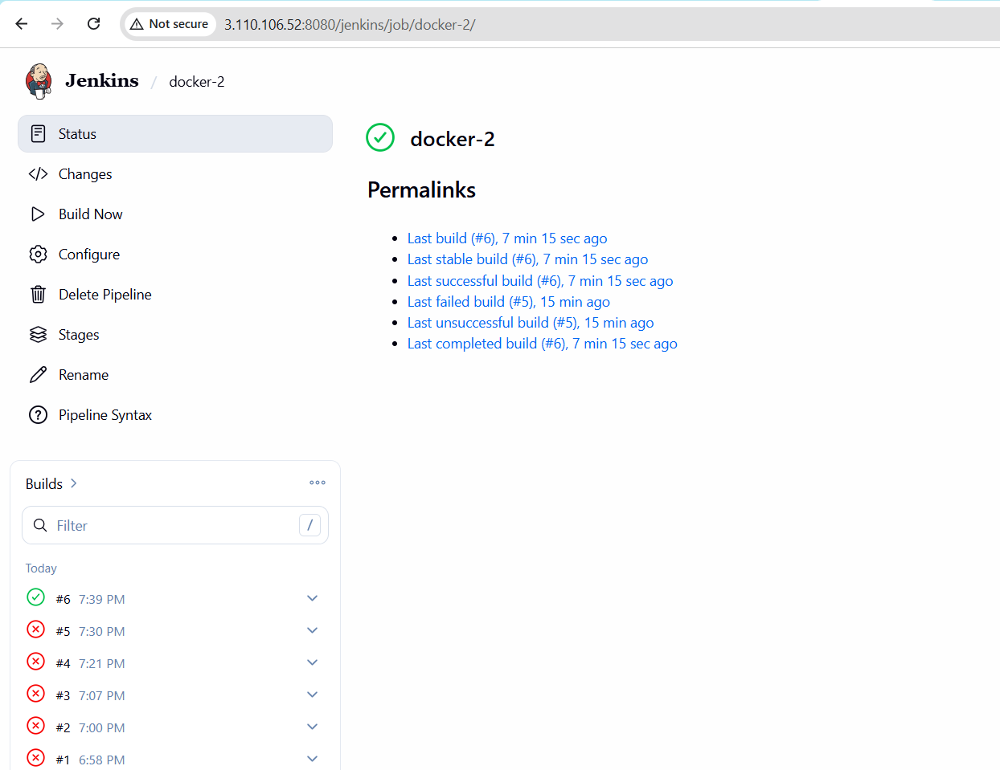 Not secure 3.110.106.52:8080/jenkins/job/docker-2/
Jenkins / docker-2
Status
Changes
Build Now
Configure
Delete Pipeline
Stages
Rename
Pipeline Syntax
docker-2
Permalinks
Last build (#6), 7 min 15 sec ago
Last stable build (#6), 7 min 15 sec ago
Last successful build (#6), 7 min 15 sec ago
Last failed build (#5), 15 min ago
Last unsuccessful build (#5), 15 min ago
Last completed build (#6), 7 min 15 sec ago
Builds
Filter /
Today
#6 7:39 PM
#5 7:30 PM
#4 7:21 PM
#3 7:07 PM
#2 7:00 PM
#1 6:58 PM